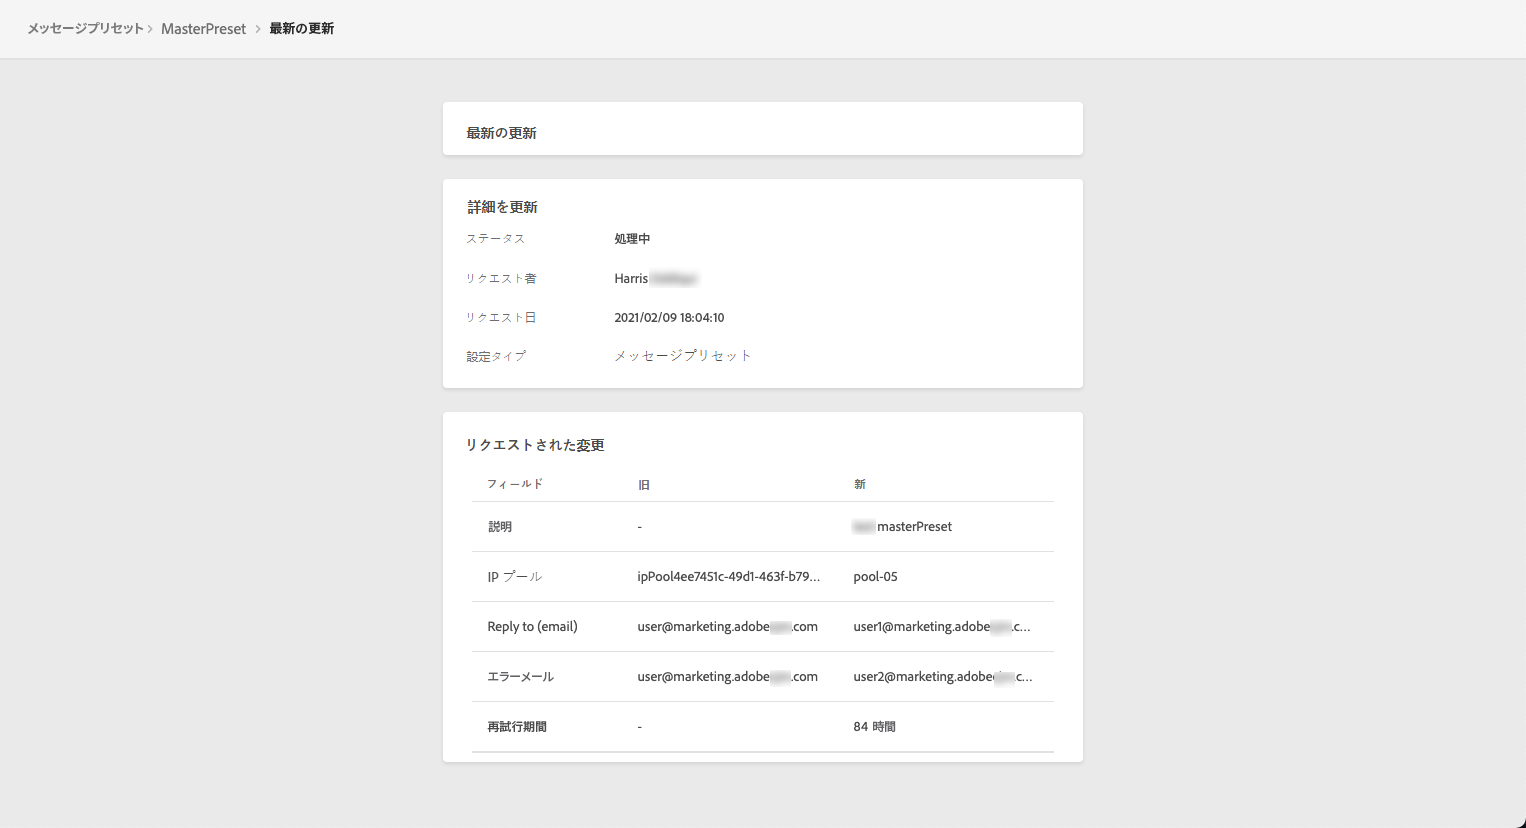 メッセージプリセット > MasterPreset > 最新の更新
最新の更新
詳細を更新
ステータス 処理中
リクエスト者 Harris
リクエスト日 2021/02/09 18:04:10
設定タイプ メッセージプリセット
リクエストされた変更
フィールド 旧 新
説明 - masterPreset
IP プール ipPool4ee7451c-49d1-463f-b79... pool-05
Reply to (email) user@marketing.adobe .com user1@marketing.adobe .c...
エラーメール user@marketing.adobe .com user2@marketing.adobe .c...
再試行期間 - 84 時間